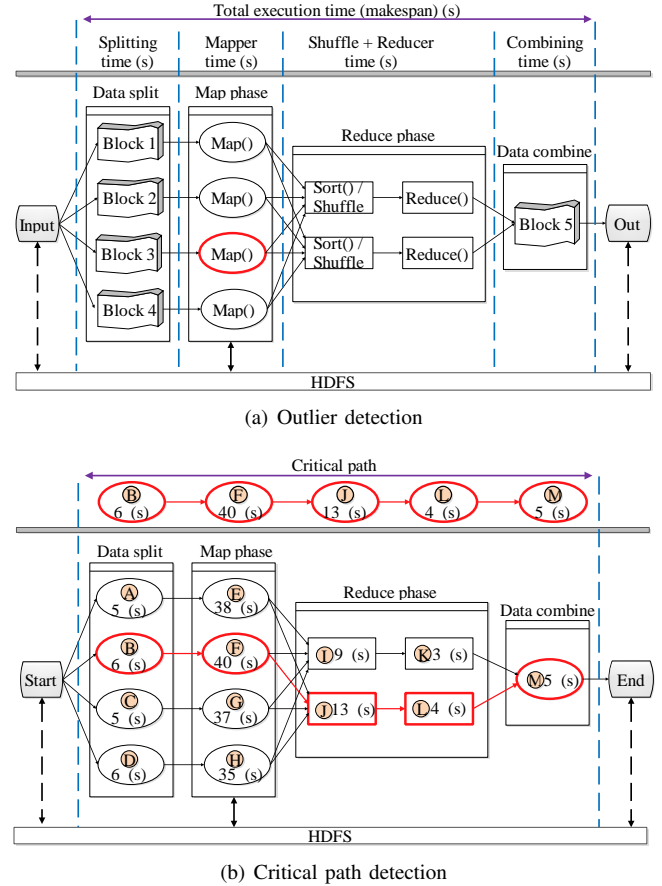 Total execution time (makespan) (s)
Splitting time (s)
Mapper time (s)
Shuffle + Reducer time (s)
Combining time (s)
Data split
Map phase
Reduce phase
Data combine
Input
Block 1
Block 2
Block 3
Block 4
Map()
Map()
Map()
Map()
Sort() /
Shuffle
Reduce()
Sort() /
Shuffle
Reduce()
Block 5
Out
HDFS
(a) Outlier detection
Critical path
B
6 (s)
F
40 (s)
J
13 (s)
L
4 (s)
M
5 (s)
Data split
Map phase
Reduce phase
Data combine
Start
A
5 (s)
B
6 (s)
C
5 (s)
D
6 (s)
E
38 (s)
F
40 (s)
G
37 (s)
H
35 (s)
I 9 (s)
K 3 (s)
J 13 (s)
L 4 (s)
M 5 (s)
End
HDFS
(b) Critical path detection